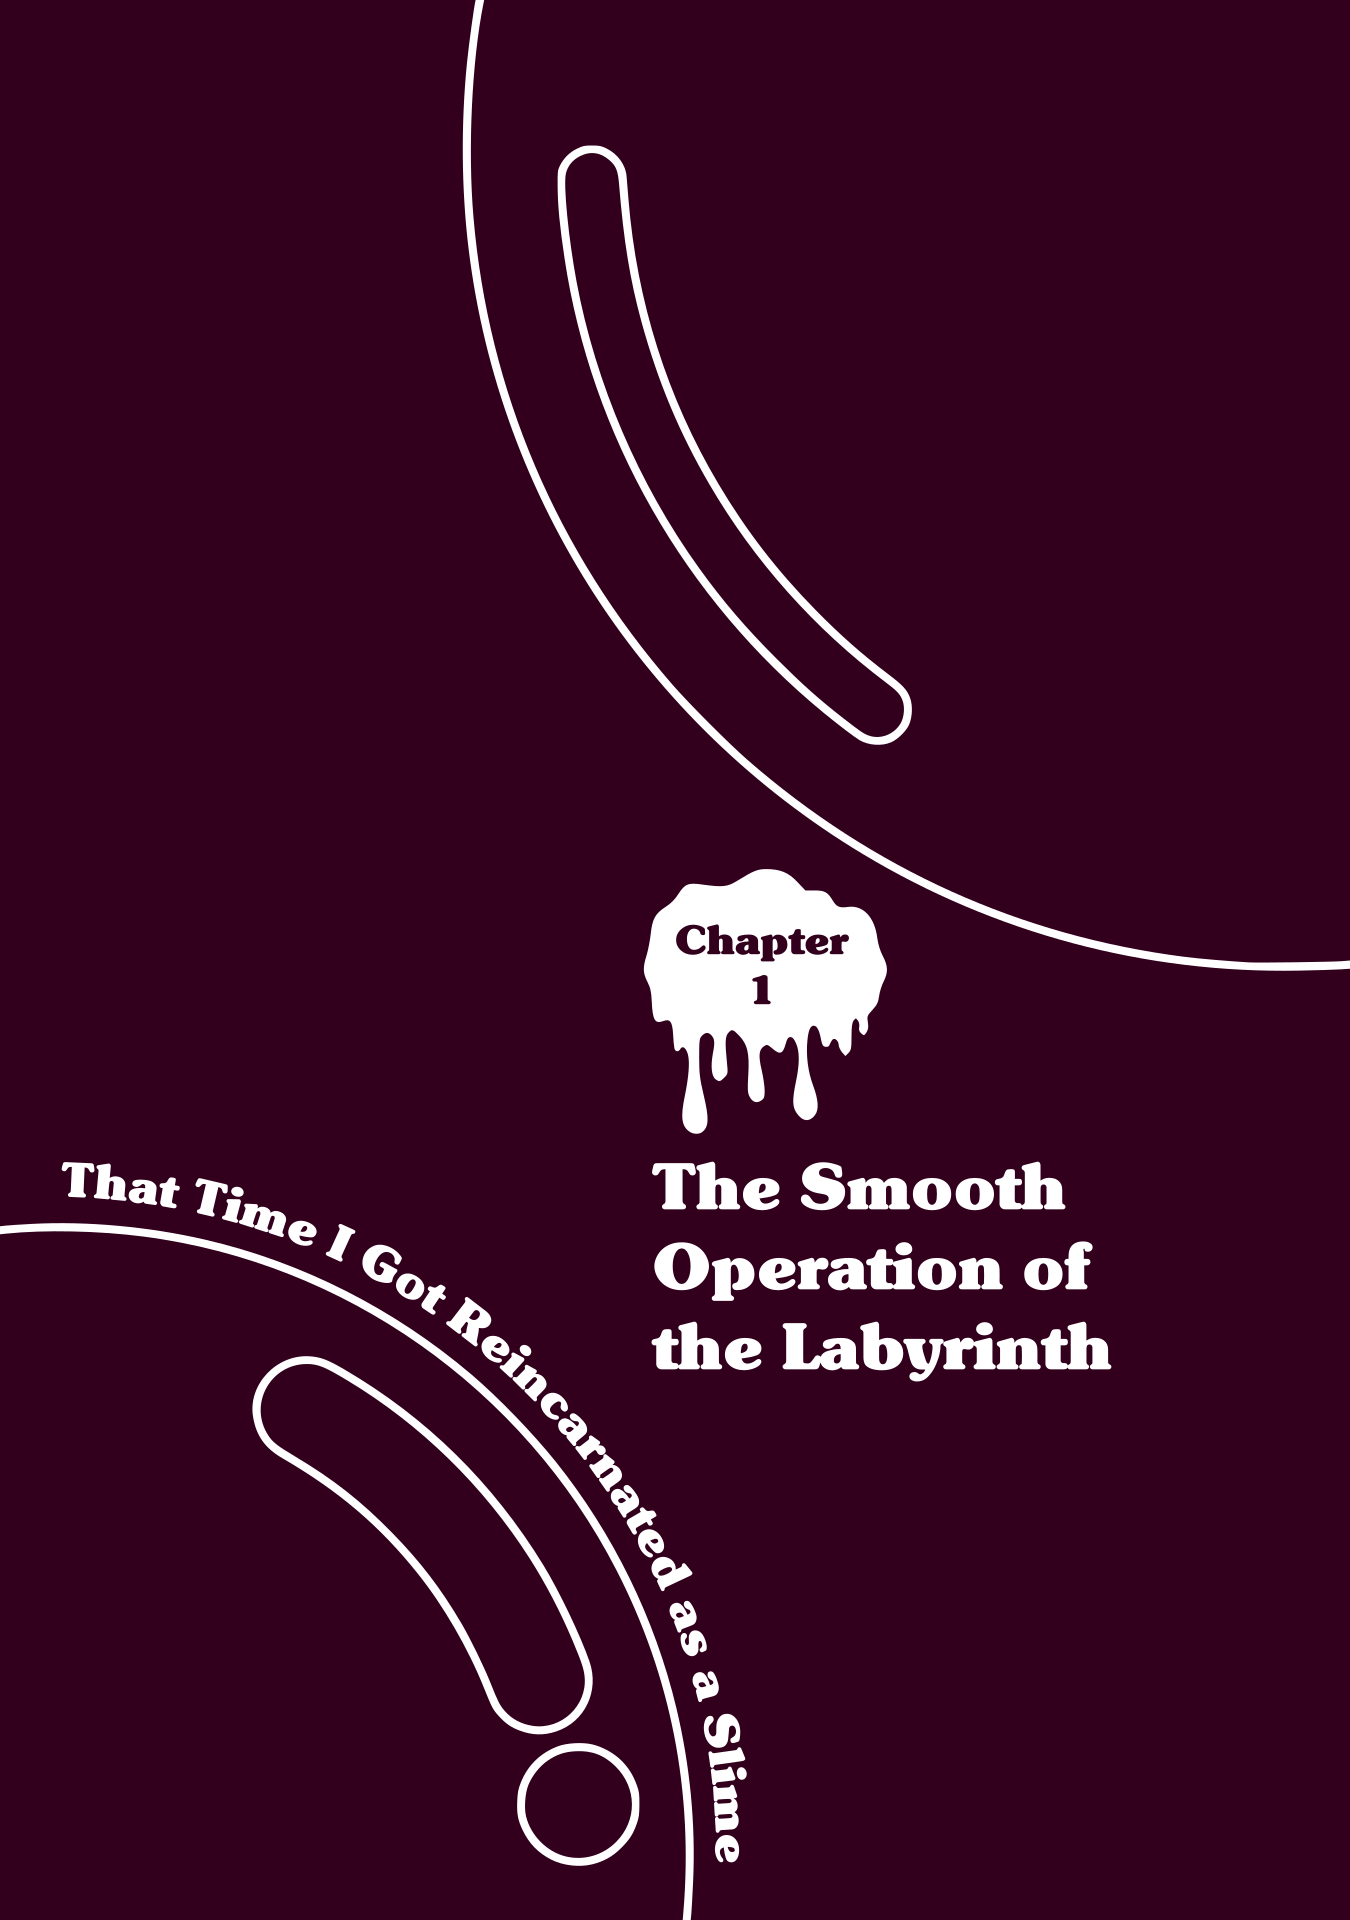 Chapter
1
The Smooth
Operation of
the Labyrinth
That Time I Got Reincarnated as a Slime